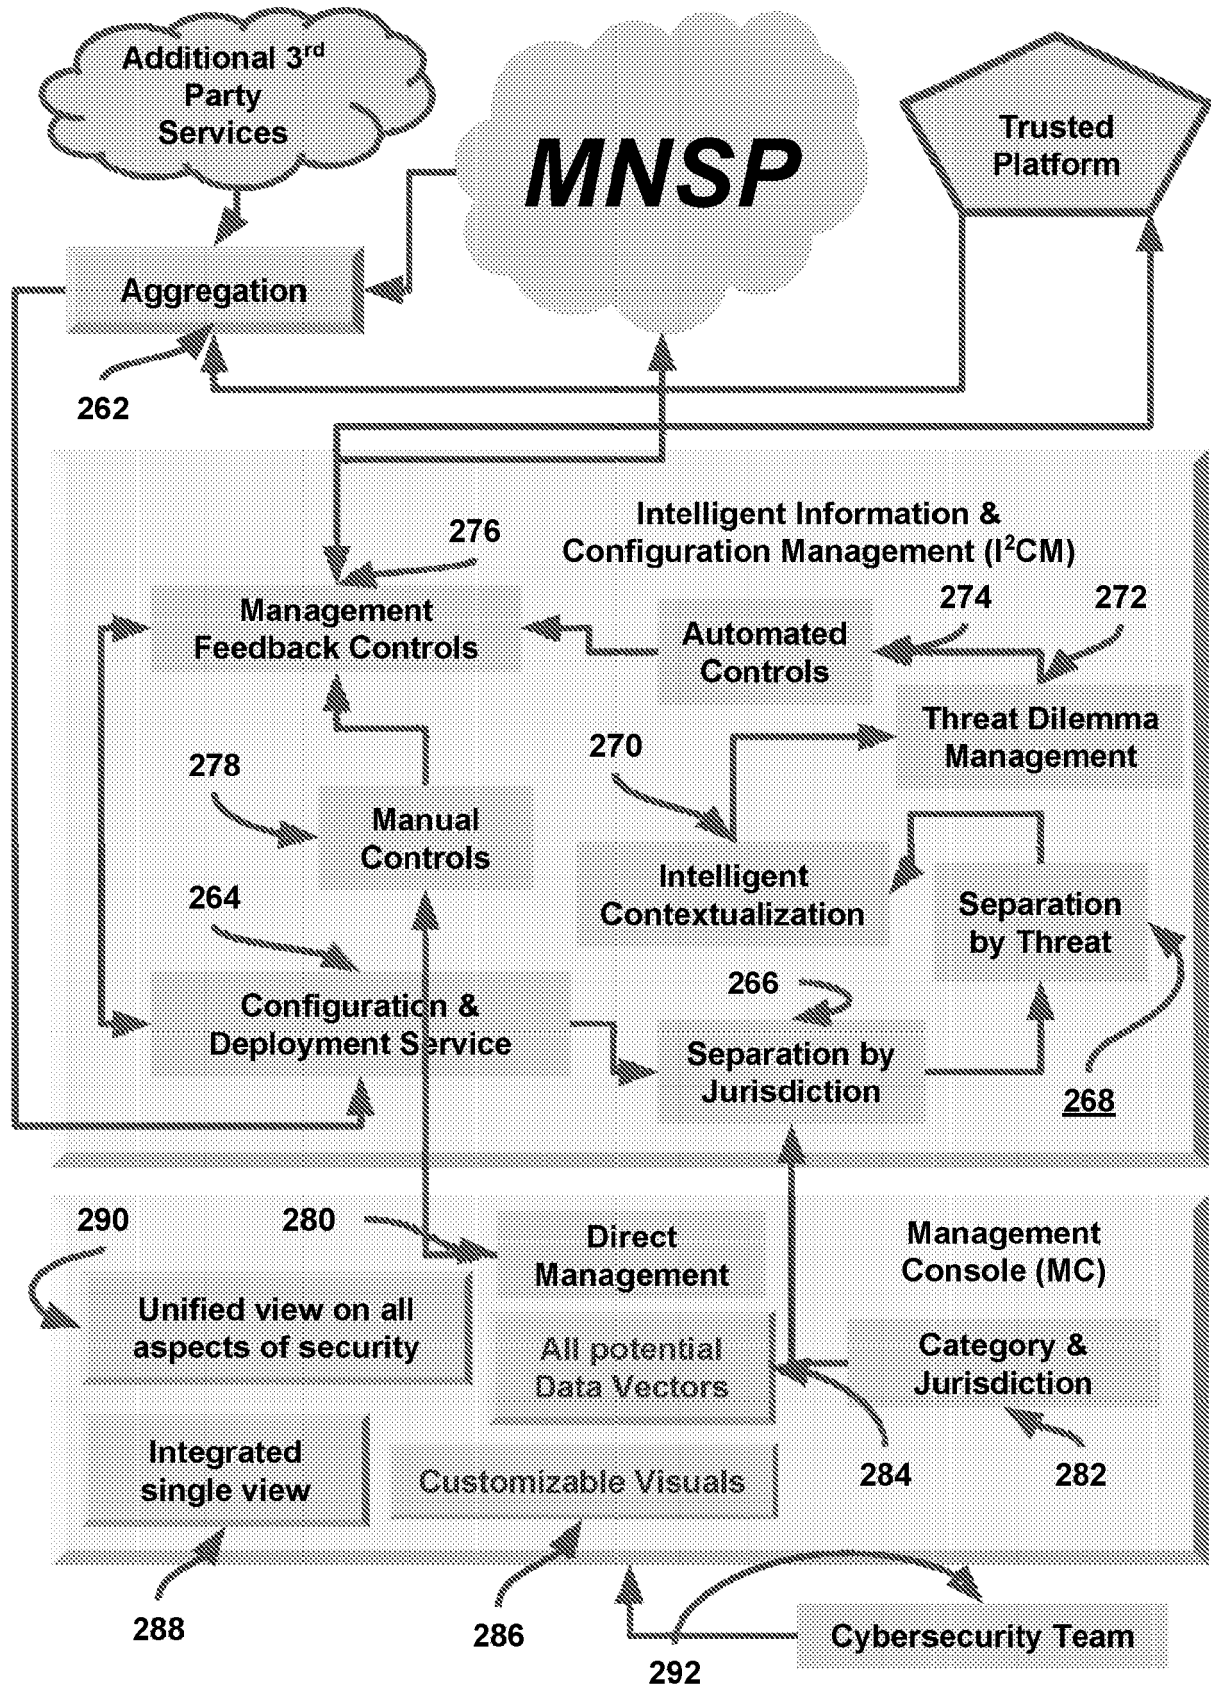 Additional 3rd
Party
Services
MNSP
Trusted
Platform
Aggregation
262
Intelligent Information &
Configuration Management (I²CM)
276
274
272
Management
Feedback Controls
Automated
Controls
Threat Dilemma
Management
270
278
Manual
Controls
Intelligent
Contextualization
264
Separation
by Threat
266
Configuration &
Deployment Service
Separation by
Jurisdiction
268
290
280
Direct
Management
Management
Console (MC)
Unified view on all
aspects of security
All potential
Data Vectors
Category &
Jurisdiction
Integrated
single view
Customizable Visuals
284
282
288
286
292
Cybersecurity Team